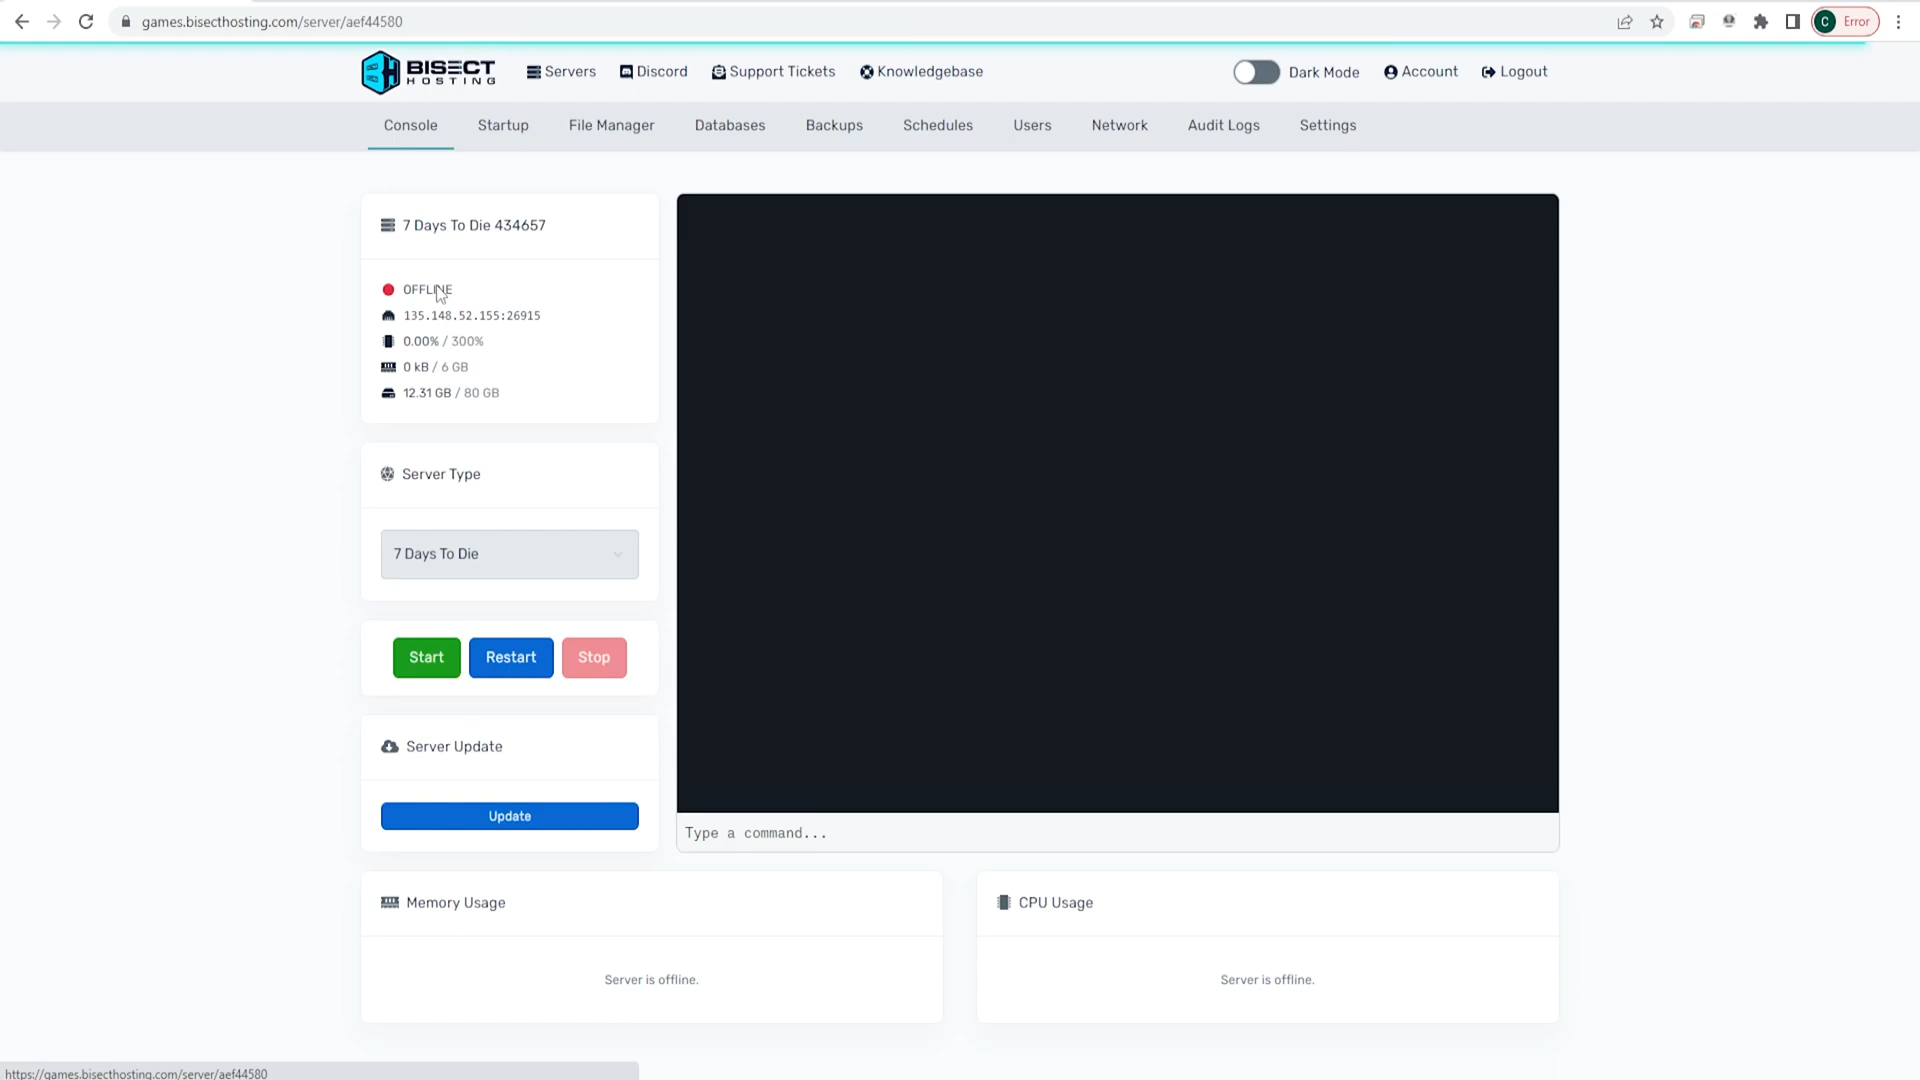 games.bisecthosting.com/server/aef44580
C Error
BISECT HOSTING
Servers
Discord
Support Tickets
Knowledgebase
Dark Mode
Account
Logout
Console
Startup
File Manager
Databases
Backups
Schedules
Users
Network
Audit Logs
Settings
7 Days To Die 434657
OFFLINE
135.148.52.155:26915
0.00% / 300%
0 kB / 6 GB
12.31 GB / 80 GB
Server Type
7 Days To Die
Start
Restart
Stop
Server Update
Update
Type a command...
Memory Usage
Server is offline.
CPU Usage
Server is offline.
https://games.bisecthosting.com/server/aef44580